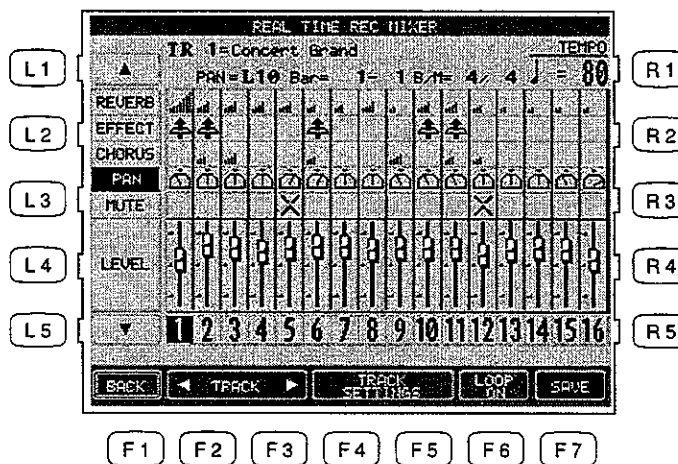 REAL TIME REC MIXER
TR 1=Concert Grand
TEMPO
PAN=L10 Bar= 1- 1 B/M= 4/ 4 ♩ = 80
L1
R1
REVERB
EFFECT
L2
R2
CHORUS
PAN
L3
R3
MUTE
LEVEL
L4
R4
L5
1 2 3 4 5 6 7 8 9 10 11 12 13 14 15 16
R5
BACK
TRACK
TRACK SETTINGS
LOOP ON
SAVE
F1 F2 F3 F4 F5 F6 F7